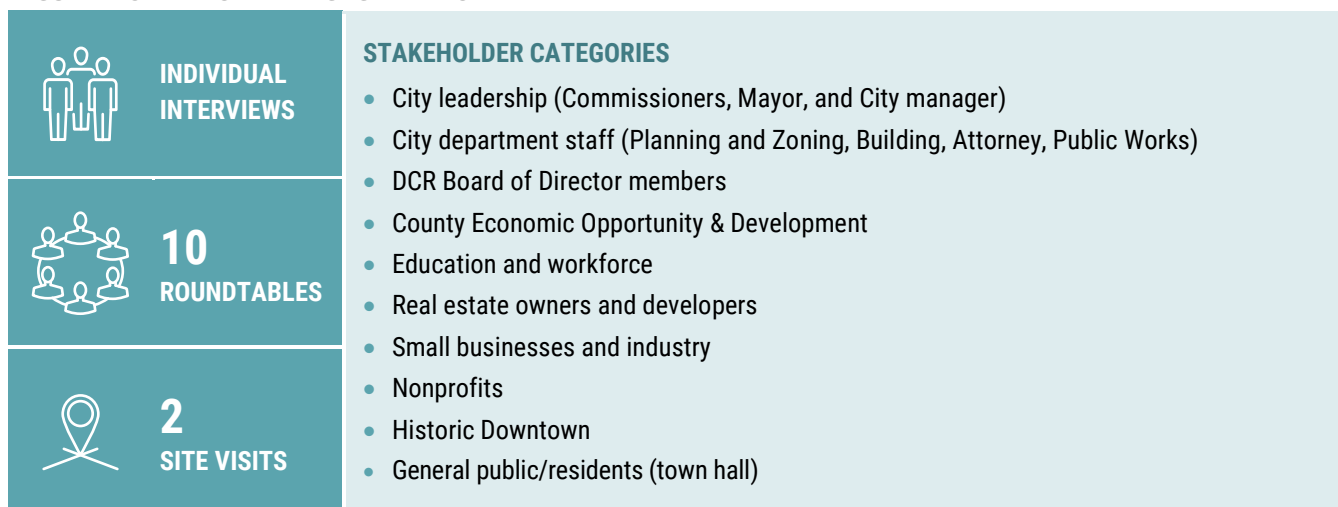 INDIVIDUAL
INTERVIEWS
10
ROUNDTABLES
2
SITE VISITS
STAKEHOLDER CATEGORIES
• City leadership (Commissioners, Mayor, and City manager)
• City department staff (Planning and Zoning, Building, Attorney, Public Works)
• DCR Board of Director members
• County Economic Opportunity & Development
• Education and workforce
• Real estate owners and developers
• Small businesses and industry
• Nonprofits
• Historic Downtown
• General public/residents (town hall)